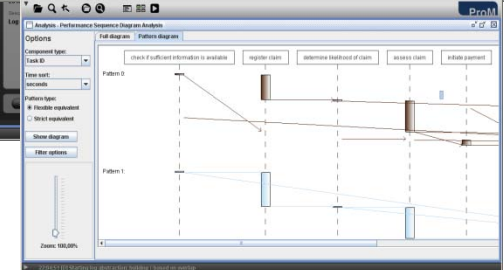 ProM
Log
Analysis - Performance Sequence Diagram Analysis
Options
Component type:
Task ID
Time sort:
seconds
Pattern type:
Flexible equivalent
Strict equivalent
Show diagram
Filter options
Zoom: 100,00%
Full diagram
Pattern diagram
check if sufficient information is available
register claim
determine likelihood of claim
assess claim
initiate payment
Pattern 0:
Pattern 1: